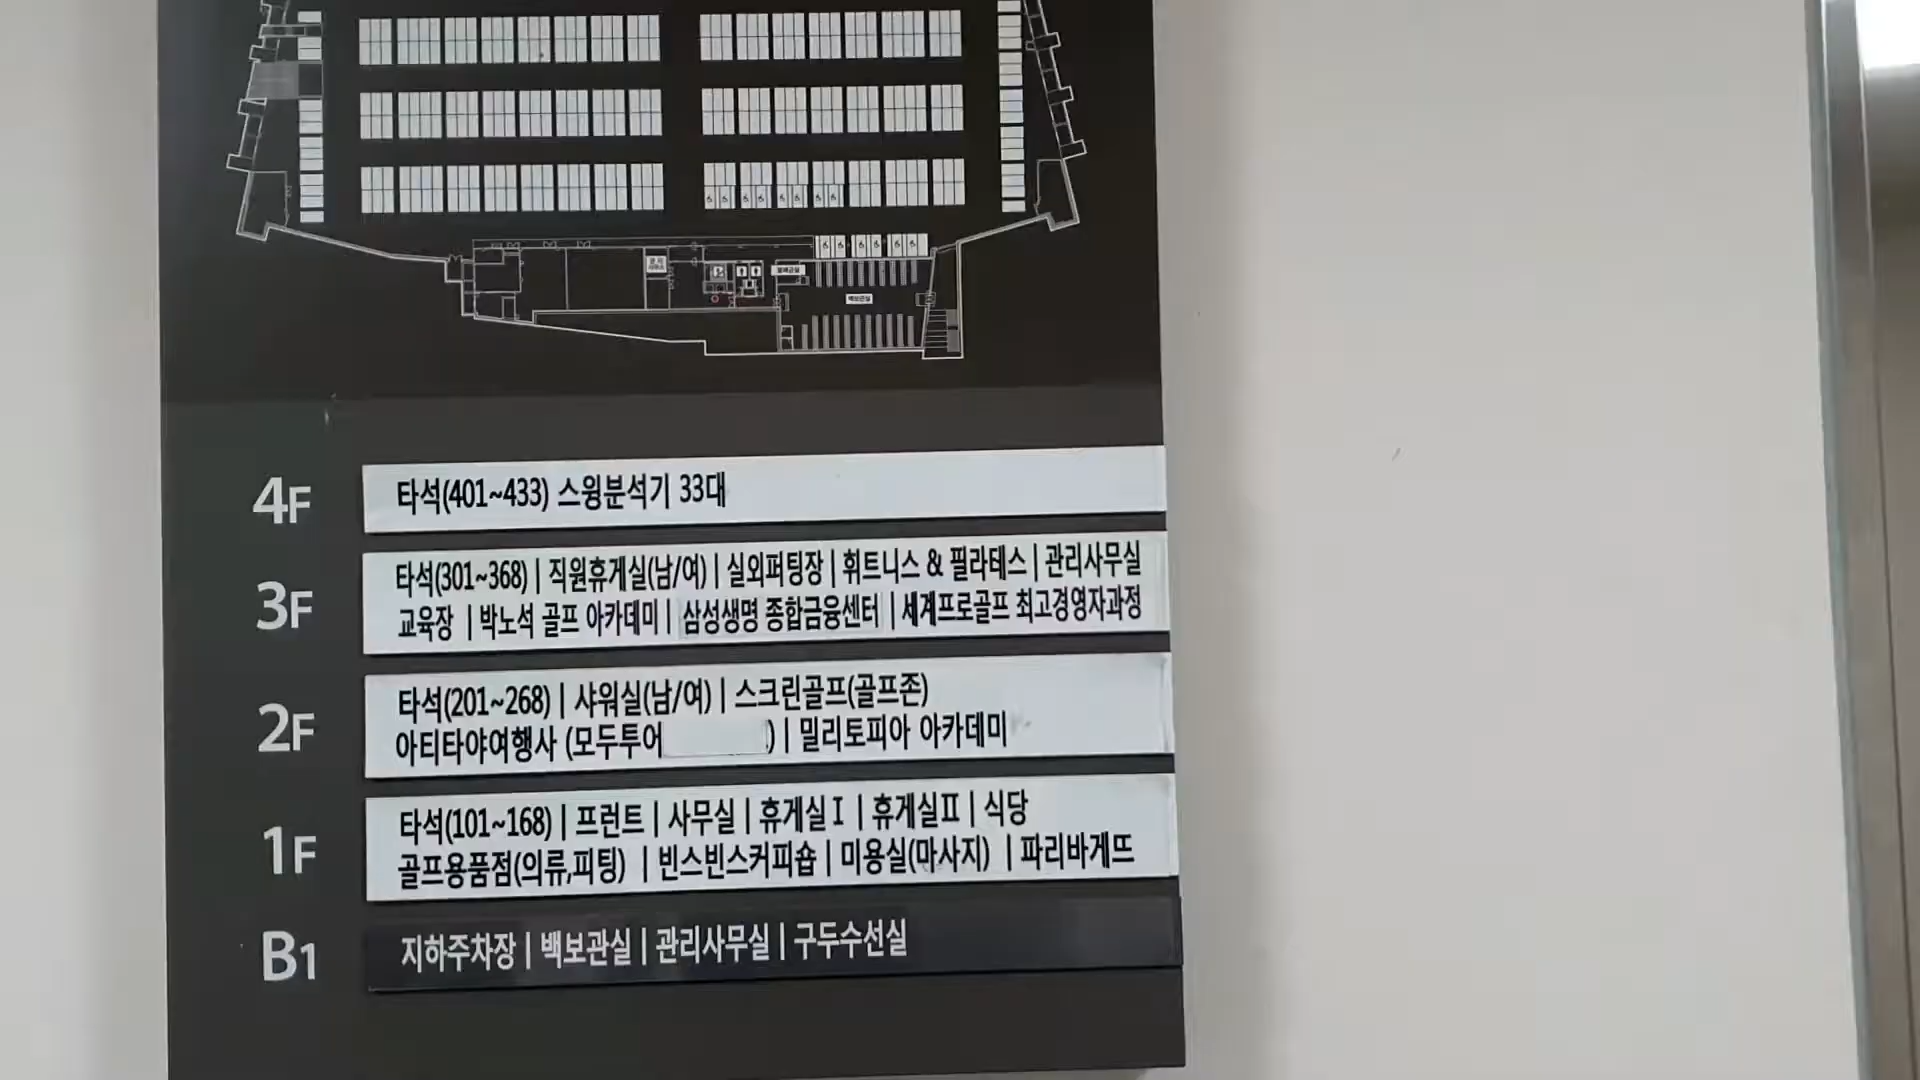 백보관실
4F
타석(401~433) 스윙분석기 33대
3F
타석(301~368) | 직원휴게실(남/여) | 실외퍼팅장 | 휘트니스 & 필라테스 | 관리사무실
교육장 | 박노석 골프 아카데미 | 삼성생명 종합금융센터 | 세계프로골프 최고경영자과정
2F
타석(201~268) | 샤워실(남/여) | 스크린골프(골프존)
아티타야여행사 (모두투어 ) | 밀리토피아 아카데미
1F
타석(101~168) | 프런트 | 사무실 | 휴게실Ⅰ | 휴게실Ⅱ | 식당
골프용품점(의류,피팅) | 빈스빈스커피숍 | 미용실(마사지) | 파리바게뜨
B1
지하주차장 | 백보관실 | 관리사무실 | 구두수선실